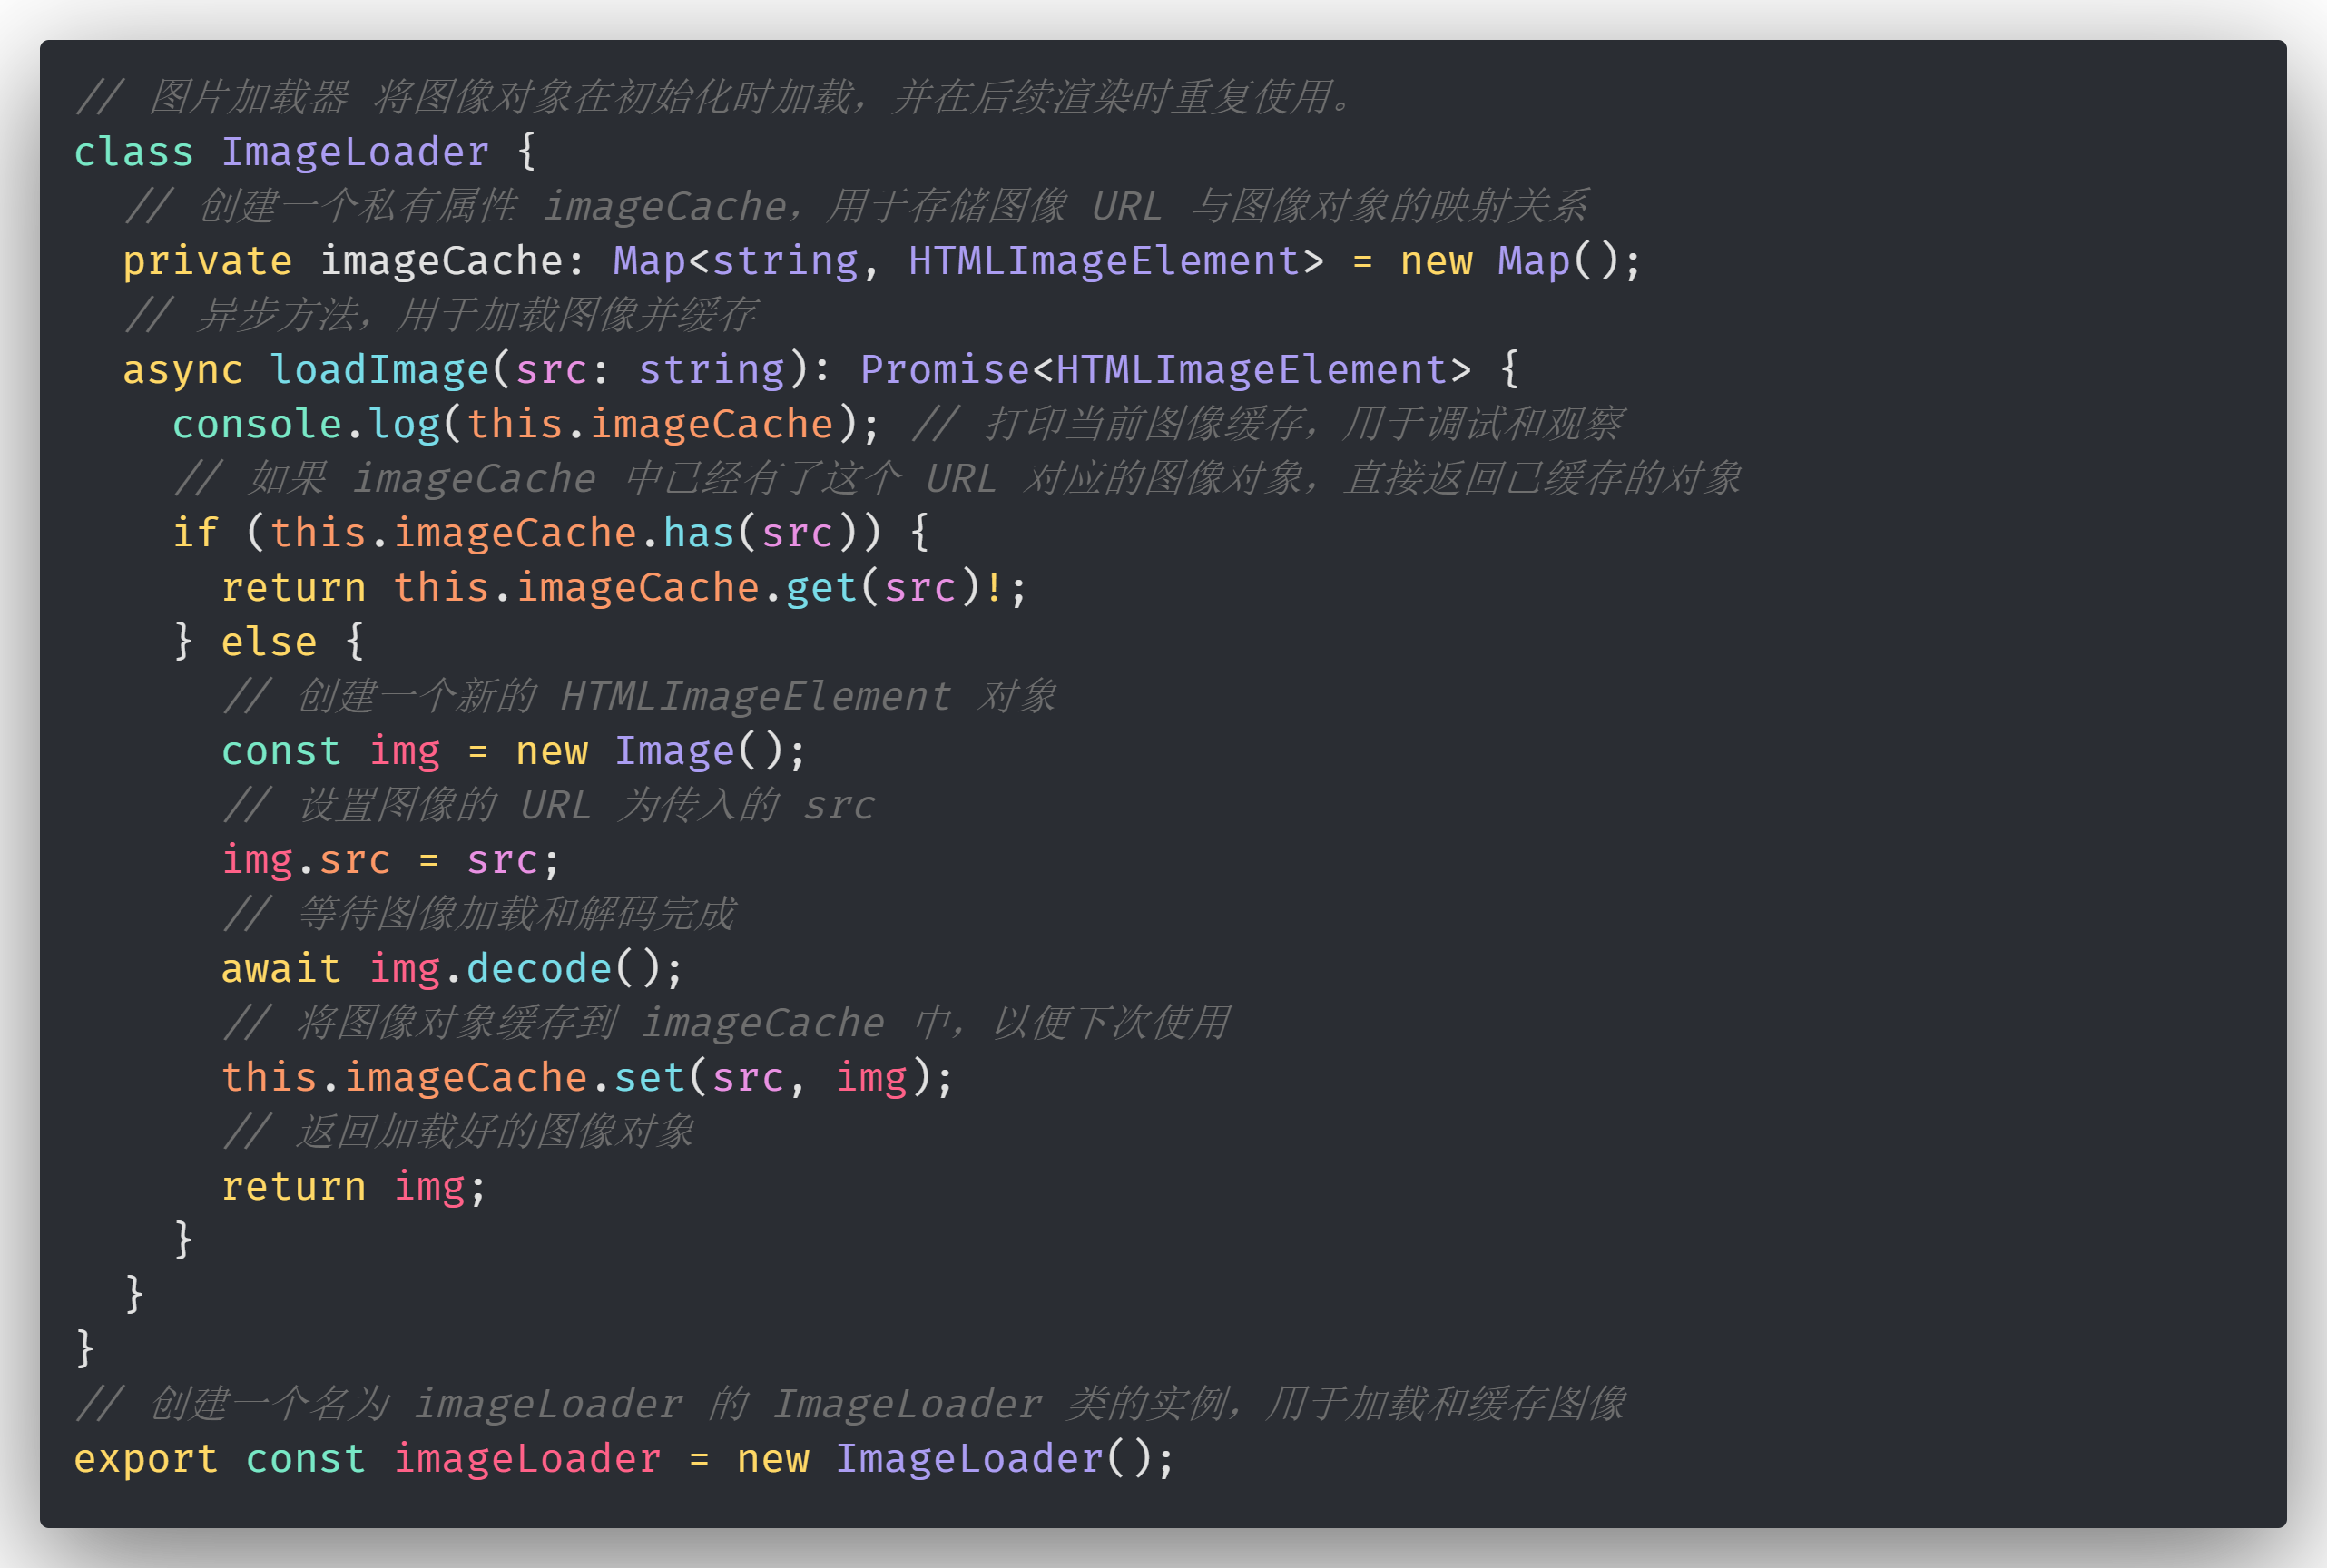 // 图片加载器 将图像对象在初始化时加载，并在后续渲染时重复使用。
class ImageLoader {
  // 创建一个私有属性 imageCache，用于存储图像 URL 与图像对象的映射关系
  private imageCache: Map<string, HTMLImageElement> = new Map();
  // 异步方法，用于加载图像并缓存
  async loadImage(src: string): Promise<HTMLImageElement> {
    console.log(this.imageCache); // 打印当前图像缓存，用于调试和观察
    // 如果 imageCache 中已经有了这个 URL 对应的图像对象，直接返回已缓存的对象
    if (this.imageCache.has(src)) {
      return this.imageCache.get(src)!;
    } else {
      // 创建一个新的 HTMLImageElement 对象
      const img = new Image();
      // 设置图像的 URL 为传入的 src
      img.src = src;
      // 等待图像加载和解码完成
      await img.decode();
      // 将图像对象缓存到 imageCache 中，以便下次使用
      this.imageCache.set(src, img);
      // 返回加载好的图像对象
      return img;
    }
  }
}
// 创建一个名为 imageLoader 的 ImageLoader 类的实例，用于加载和缓存图像
export const imageLoader = new ImageLoader();